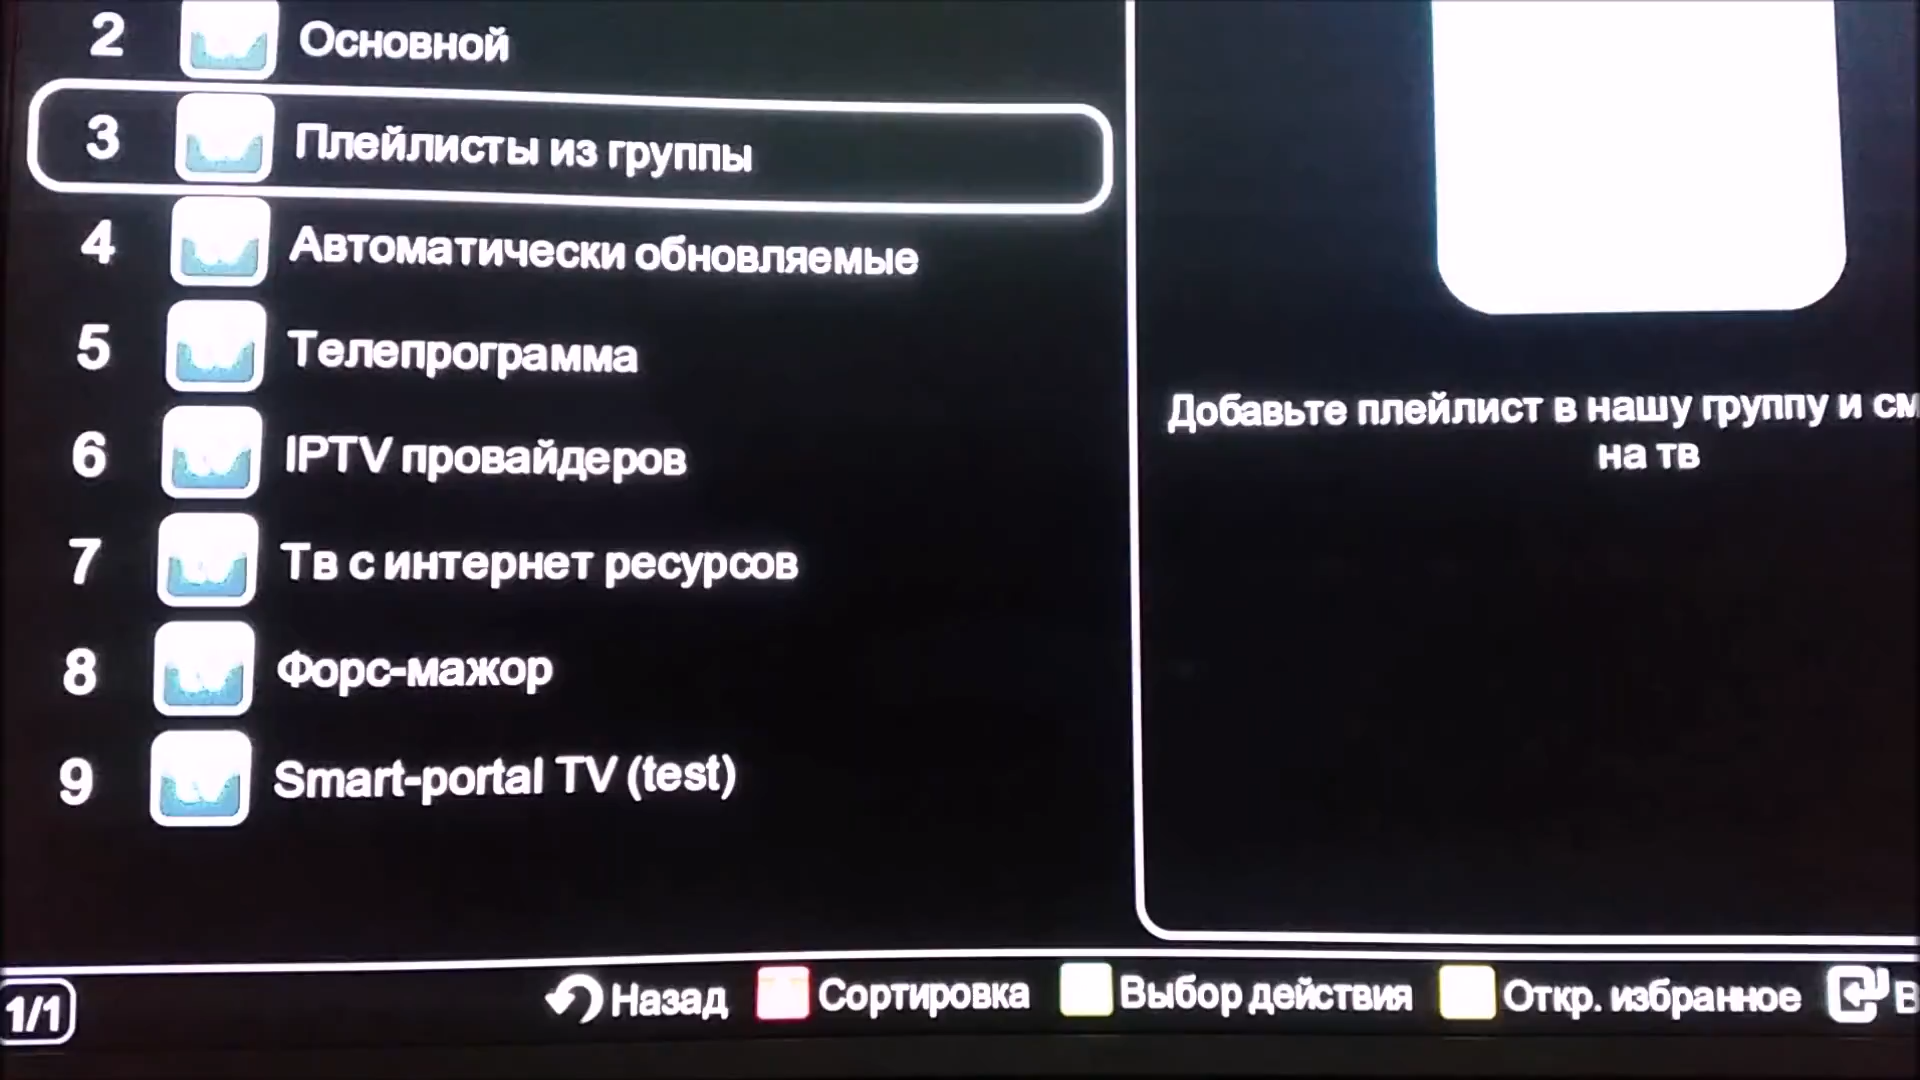 2 Основной
3 Плейлисты из группы
4 Автоматически обновляемые
5 Телепрограмма
6 IPTV провайдеров
7 Тв с интернет ресурсов
8 Форс-мажор
9 Smart-portal TV (test)
Добавьте плейлист в нашу группу и
на тв
1/1 Назад Сортировка Выбор действия Откр. избранное